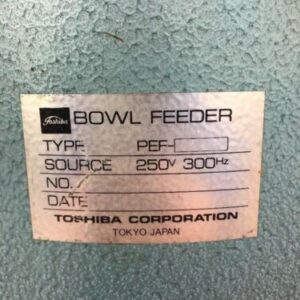 Toshiba BOWL FEEDER
TYPE PEF-
SOURCE 250V 300Hz
NO.
DATE
TOSHIBA CORPORATION
TOKYO JAPAN